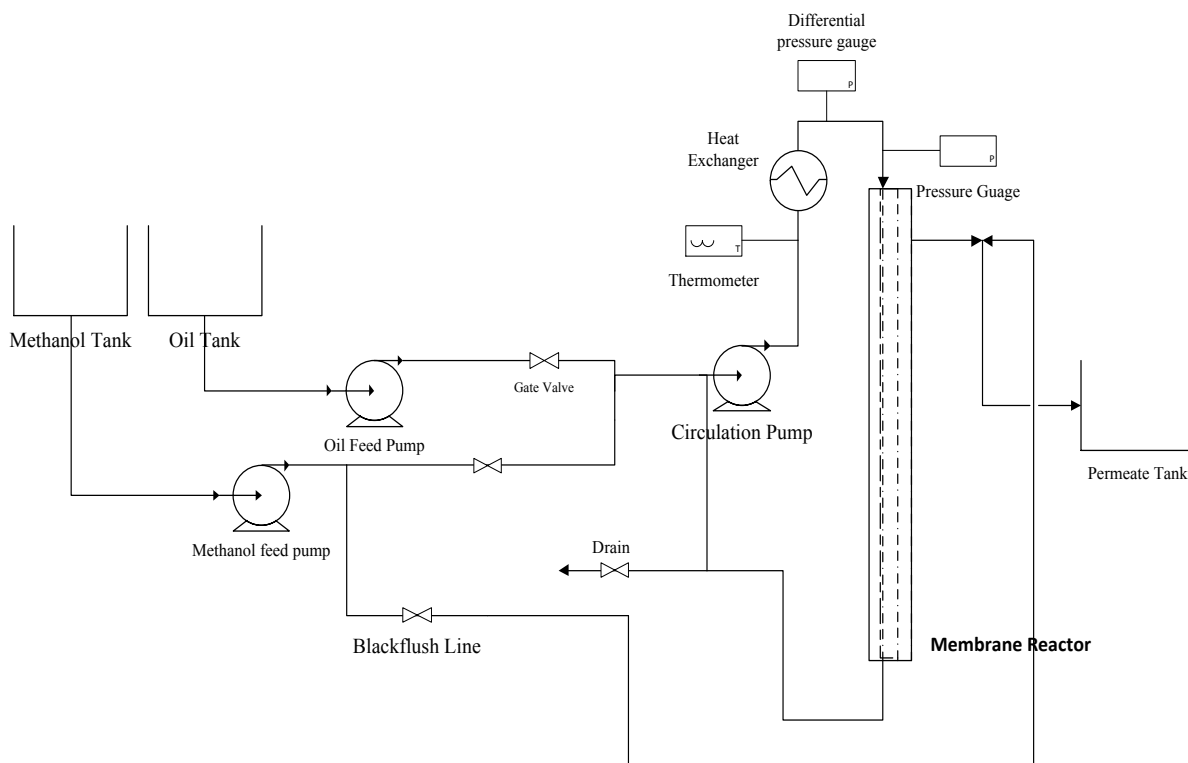 Differential
pressure gauge
P
Heat
Exchanger
P
Pressure Guage
T
Thermometer
Methanol Tank
Oil Tank
Gate Valve
Oil Feed Pump
Circulation Pump
Permeate Tank
Methanol feed pump
Drain
Blackflush Line
Membrane Reactor